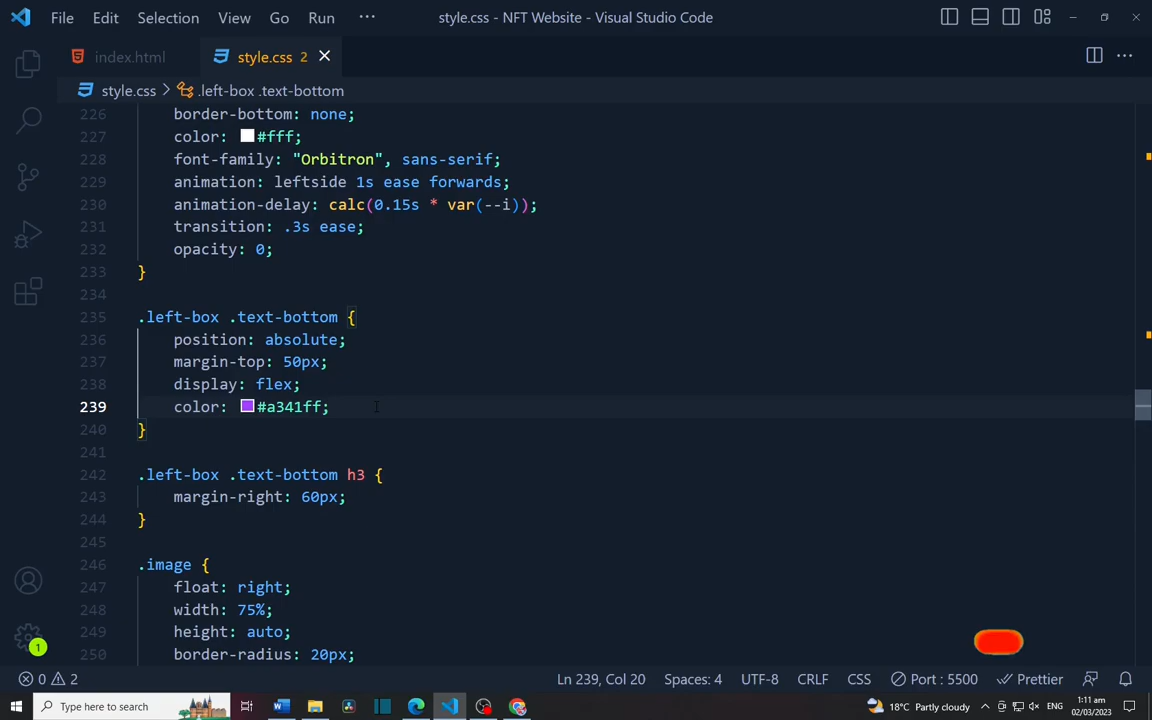 File Edit Selection View Go Run ··· style.css - NFT Website - Visual Studio Code
index.html style.css 2
style.css > .left-box .text-bottom
226 border-bottom: none;
227 color: #fff;
228 font-family: "Orbitron", sans-serif;
229 animation: leftside 1s ease forwards;
230 animation-delay: calc(0.15s * var(--i));
231 transition: .3s ease;
232 opacity: 0;
233 }
234
235 .left-box .text-bottom {
236 position: absolute;
237 margin-top: 50px;
238 display: flex;
239 color: #a341ff;
240 }
241
242 .left-box .text-bottom h3 {
243 margin-right: 60px;
244 }
245
246 .image {
247 float: right;
248 width: 75%;
249 height: auto;
250 border-radius: 20px;
1
0 2 Ln 239, Col 20 Spaces: 4 UTF-8 CRLF CSS Port : 5500 Prettier
Type here to search 18°C Partly cloudy ENG 1:11 am
02/03/2023